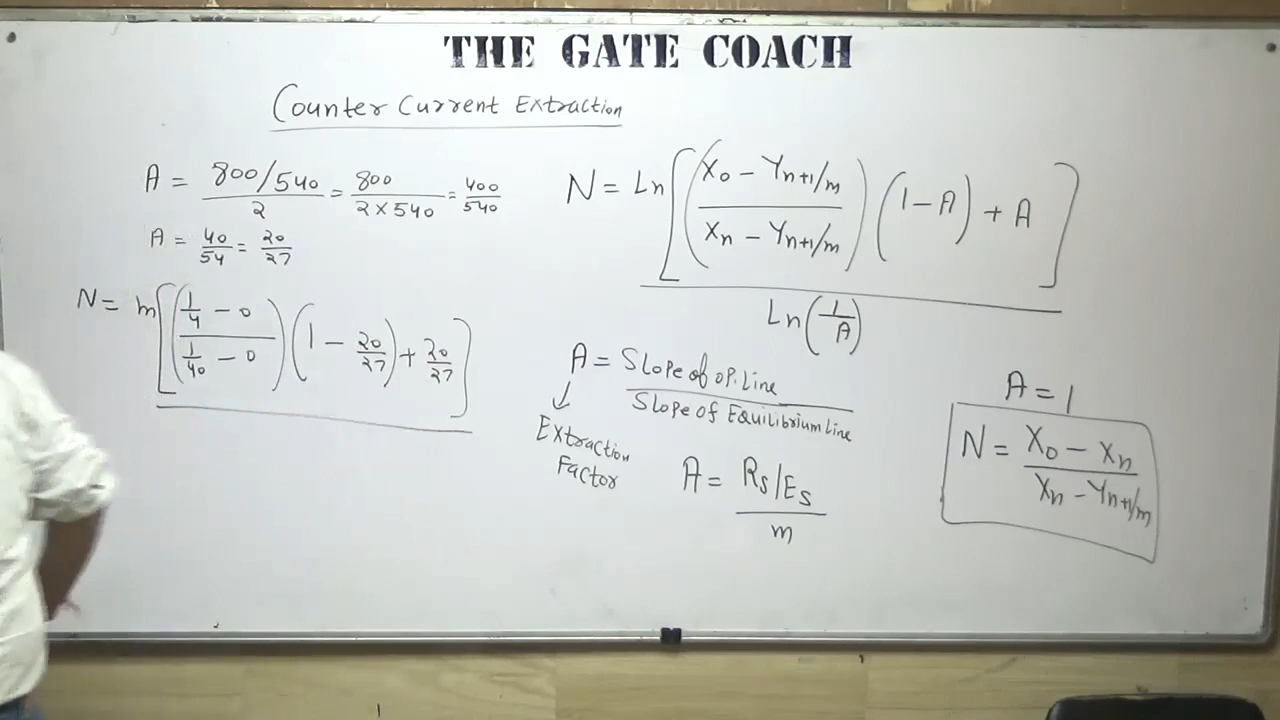 THE GATE COACH
Counter Current Extraction
A = 800/540 / 2 = 800 / 2×540 = 400/540
A = 40/54 = 20/27
N = m[((1/4 - 0)/(1/40 - 0))(1 - 20/27) + 20/27]
N = Ln[((X0 - Yn+1/m)/(Xn - Yn+1/m))(1 - A) + A]
Ln(1/A)
A = Slope of op. Line / Slope of Equilibrium Line
Extraction
Factor
A = Rs/Es / m
A = 1
N = X0 - Xn / Xn - Yn+1/m